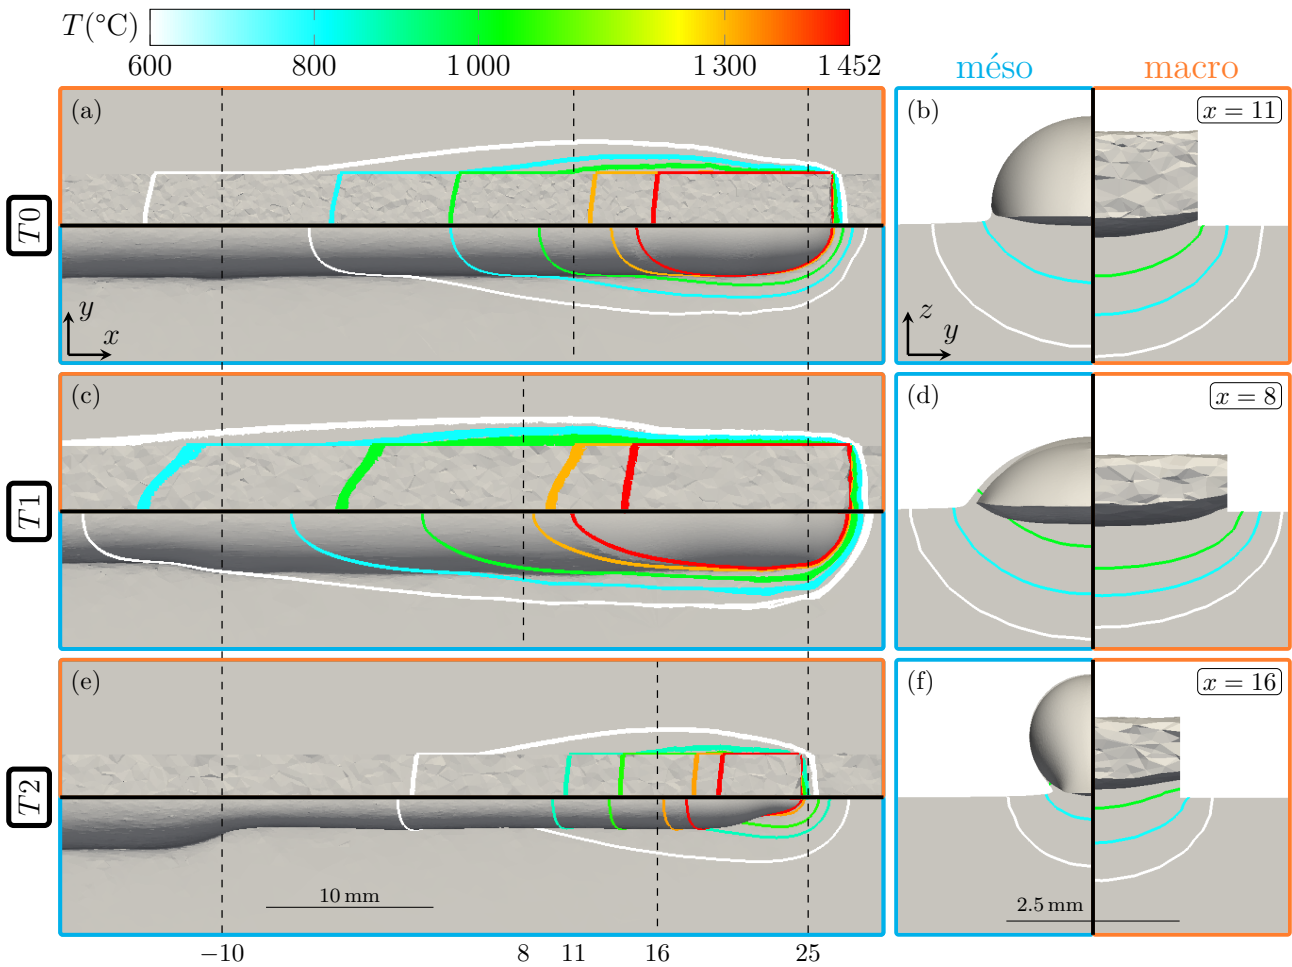 T(°C)
600 800 1 000 1 300 1 452
méso macro
(a)
(b)
x = 11
T0
y
x
z
y
(c)
(d)
x = 8
T1
(e)
(f)
x = 16
T2
10 mm
2.5 mm
−10 8 11 16 25